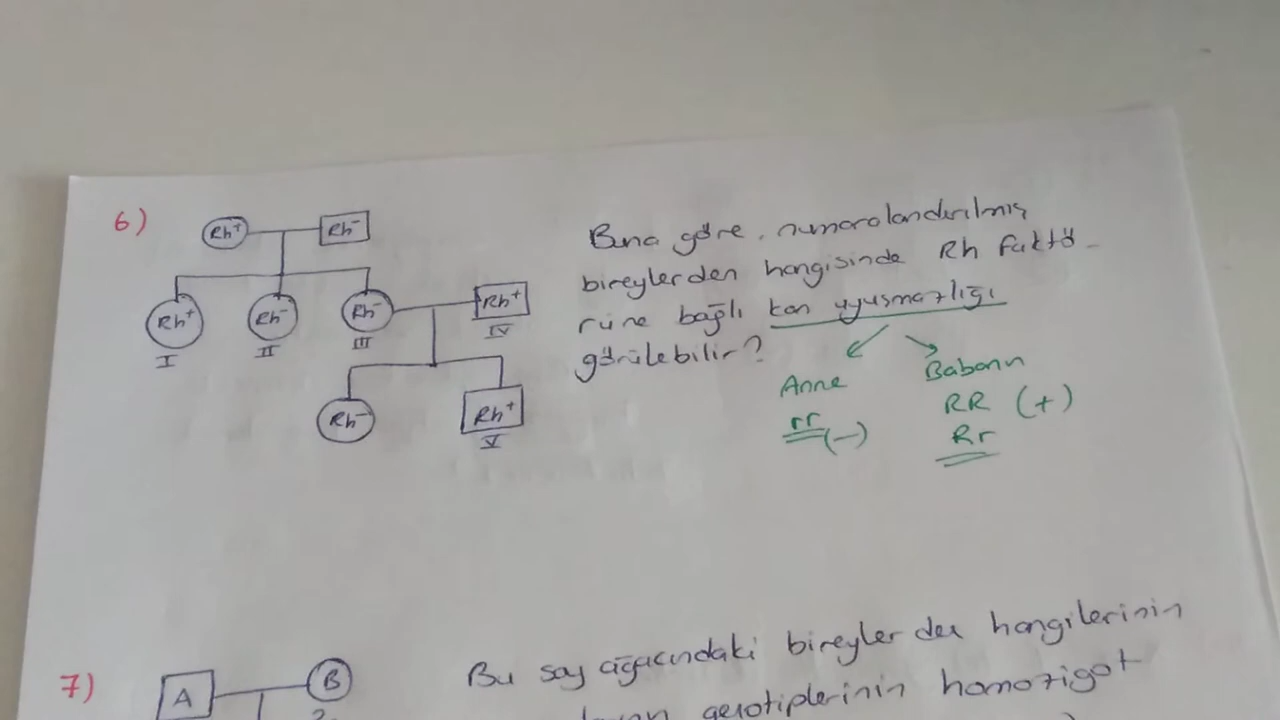 6)
Rh⁺ Rh⁻
Rh⁺ Rh⁻ Rh⁻ Rh⁺
I II III IV
Rh⁻ Rh⁺
V
Buna göre, numaralandırılmış
bireylerden hangisinde Rh faktö-
rüne bağlı kan uyuşmazlığı
görülebilir?
Anne Babanın
rr (-) RR (+)
Rr
7)
A B
Bu soy ağacındaki bireylerden hangilerinin
genotiplerinin homozigot